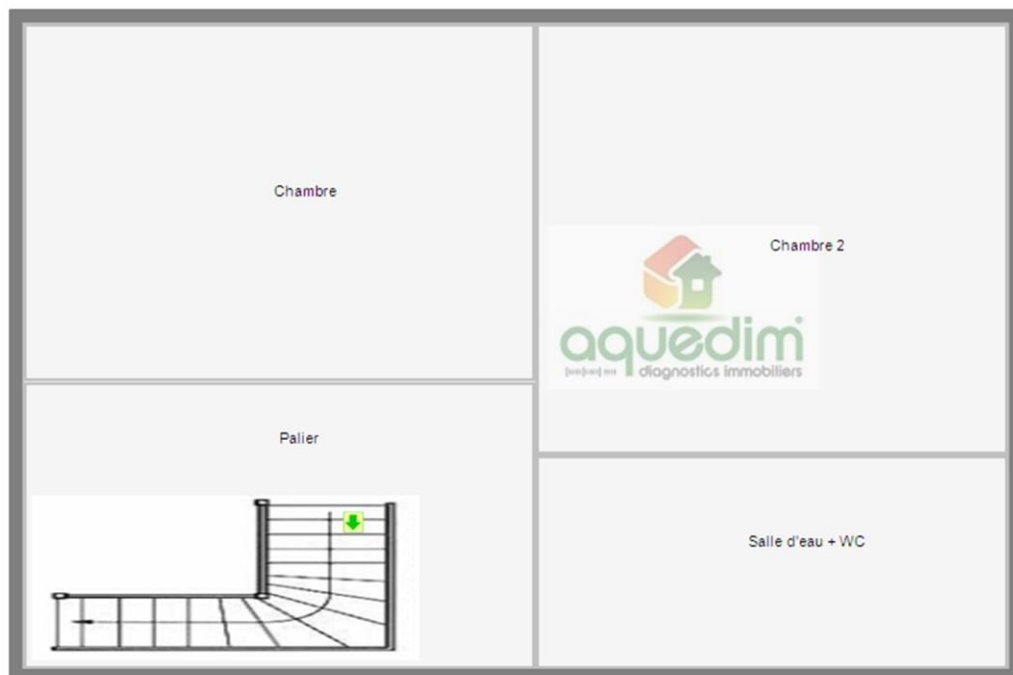 Chambre
Chambre 2
aquedim
diagnostics immobiliers
Palier
Salle d'eau + WC